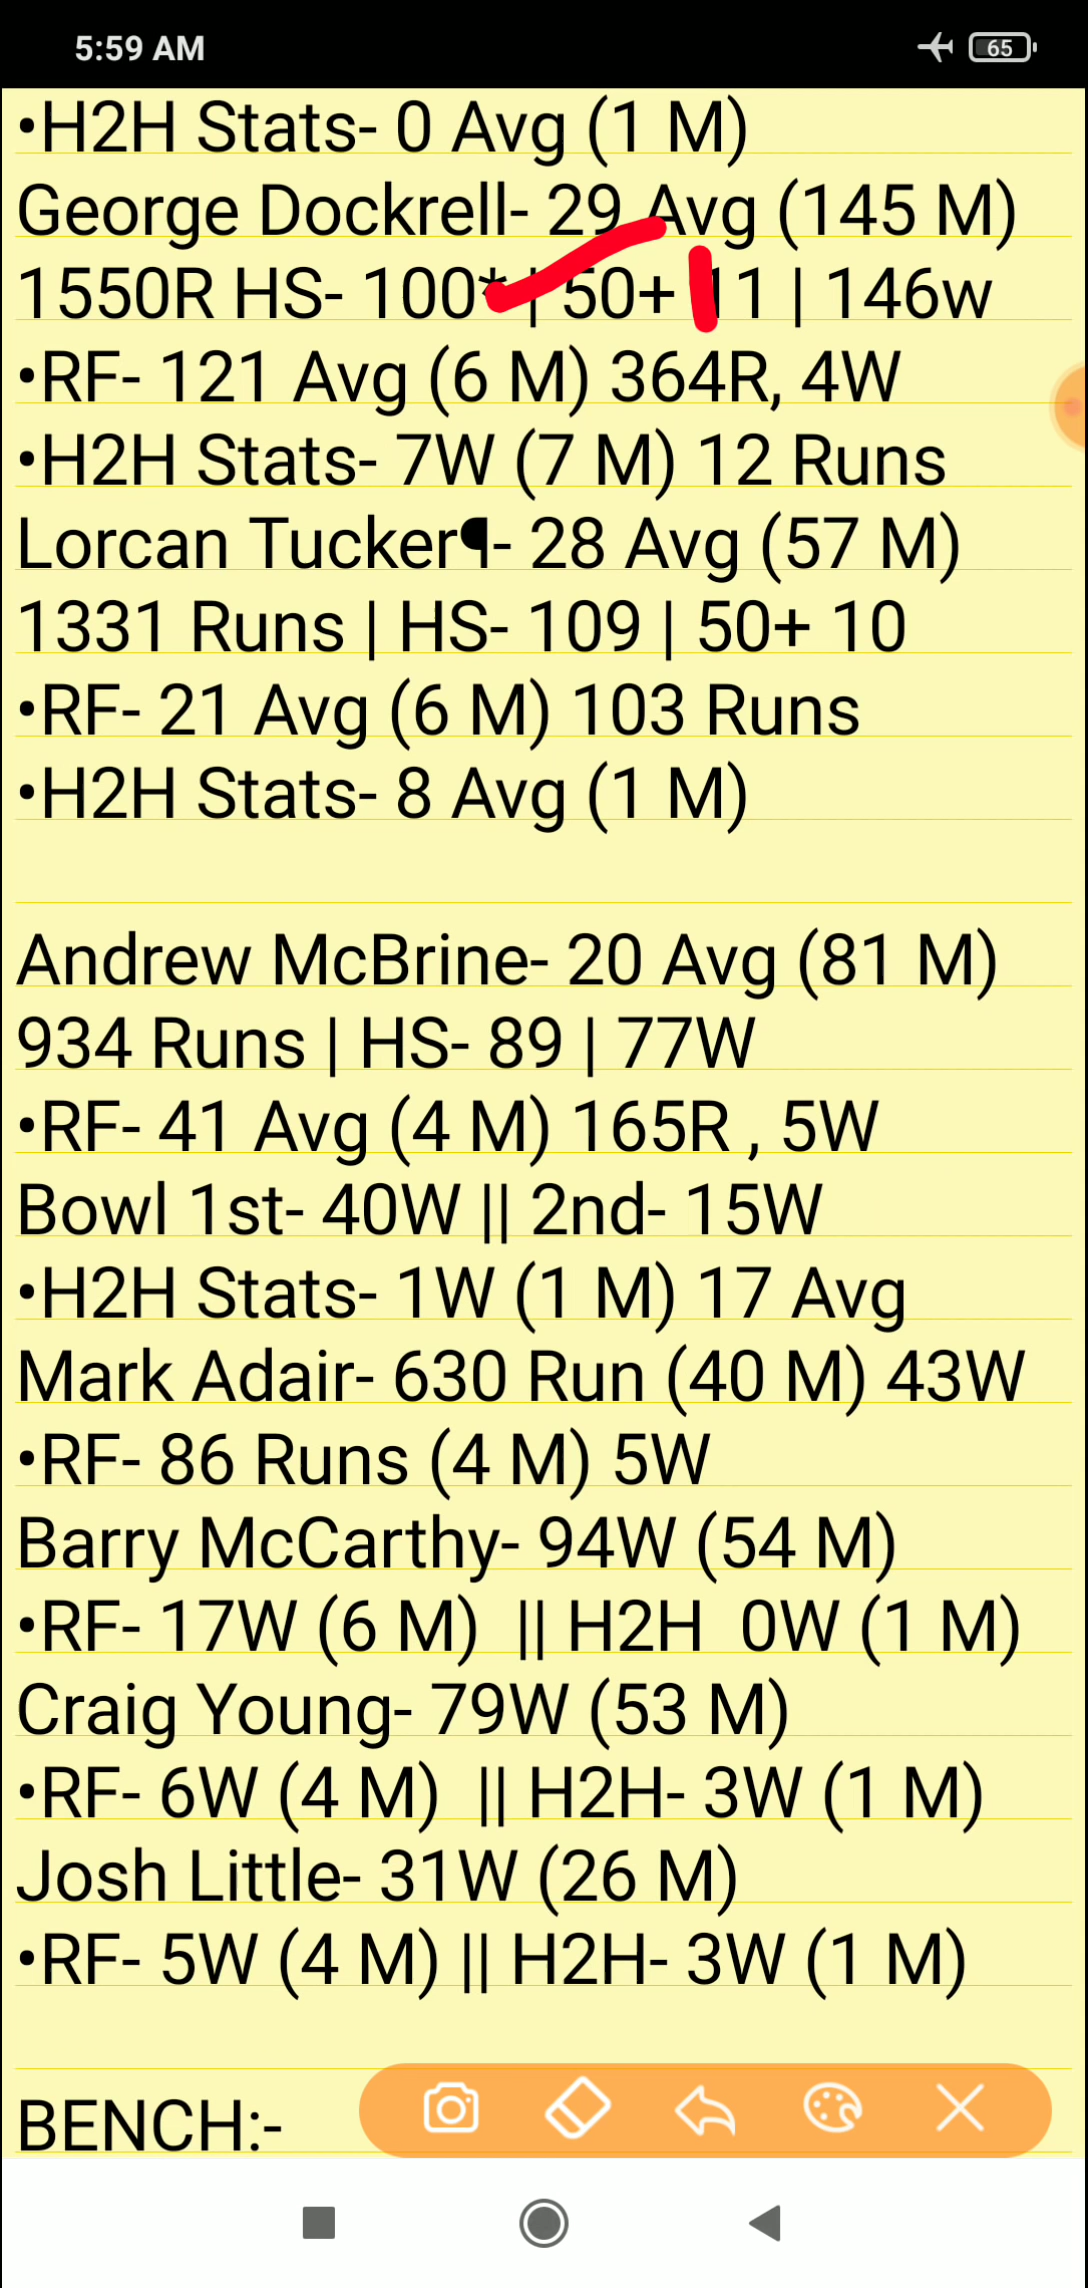 5:59 AM
65
•H2H Stats- 0 Avg (1 M)
George Dockrell- 29 Avg (145 M)
1550R HS- 100* | 50+ 11 | 146w
•RF- 121 Avg (6 M) 364R, 4W
•H2H Stats- 7W (7 M) 12 Runs
Lorcan Tucker¶- 28 Avg (57 M)
1331 Runs | HS- 109 | 50+ 10
•RF- 21 Avg (6 M) 103 Runs
•H2H Stats- 8 Avg (1 M)
Andrew McBrine- 20 Avg (81 M)
934 Runs | HS- 89 | 77W
•RF- 41 Avg (4 M) 165R , 5W
Bowl 1st- 40W || 2nd- 15W
•H2H Stats- 1W (1 M) 17 Avg
Mark Adair- 630 Run (40 M) 43W
•RF- 86 Runs (4 M) 5W
Barry McCarthy- 94W (54 M)
•RF- 17W (6 M) || H2H 0W (1 M)
Craig Young- 79W (53 M)
•RF- 6W (4 M) || H2H- 3W (1 M)
Josh Little- 31W (26 M)
•RF- 5W (4 M) || H2H- 3W (1 M)
BENCH:-